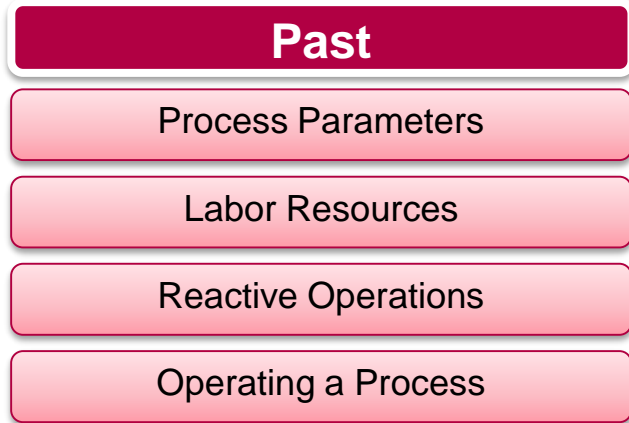 Past
Process Parameters
Labor Resources
Reactive Operations
Operating a Process